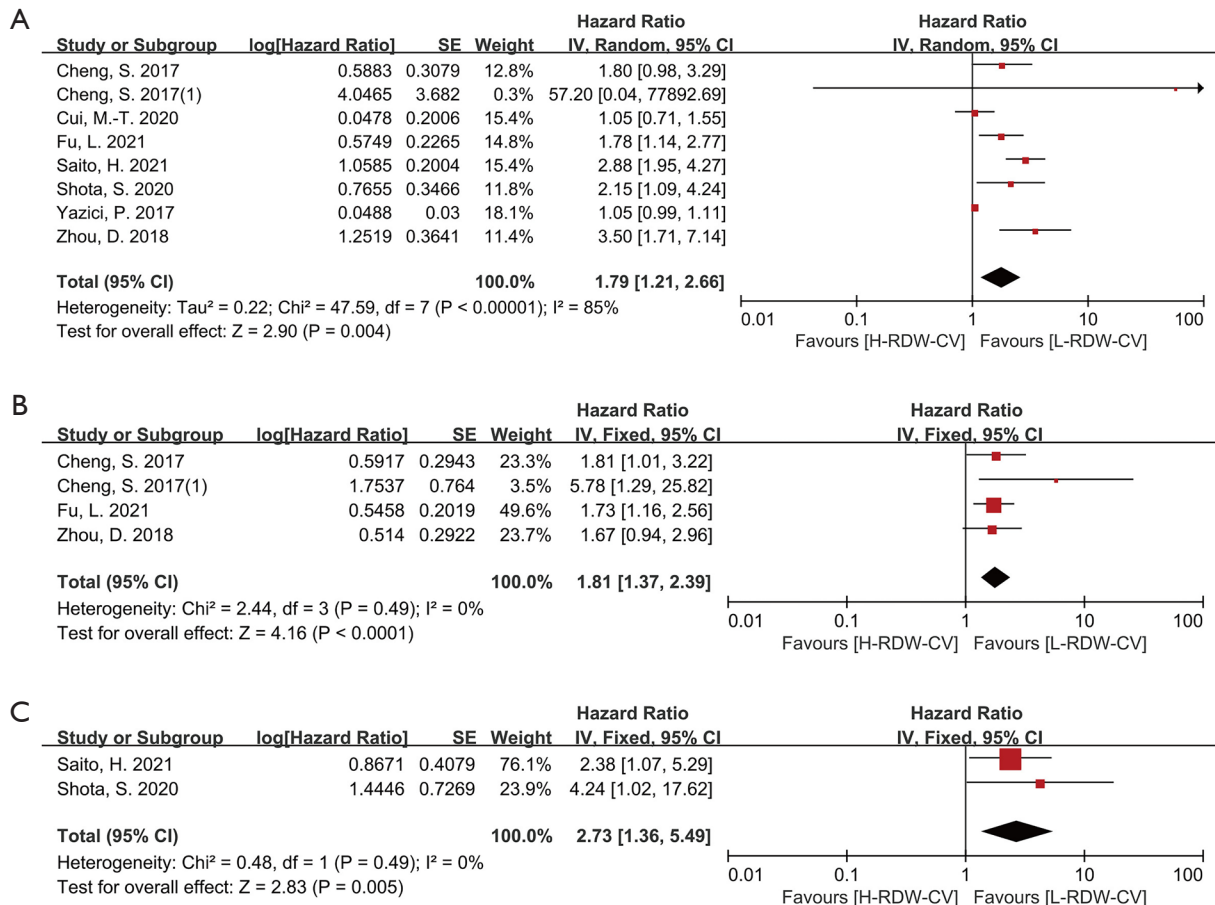 A
Hazard Ratio Hazard Ratio
Study or Subgroup log[Hazard Ratio] SE Weight IV, Random, 95% CI IV, Random, 95% CI
Cheng, S. 2017 0.5883 0.3079 12.8% 1.80 [0.98, 3.29]
Cheng, S. 2017(1) 4.0465 3.682 0.3% 57.20 [0.04, 77892.69]
Cui, M.-T. 2020 0.0478 0.2006 15.4% 1.05 [0.71, 1.55]
Fu, L. 2021 0.5749 0.2265 14.8% 1.78 [1.14, 2.77]
Saito, H. 2021 1.0585 0.2004 15.4% 2.88 [1.95, 4.27]
Shota, S. 2020 0.7655 0.3466 11.8% 2.15 [1.09, 4.24]
Yazici, P. 2017 0.0488 0.03 18.1% 1.05 [0.99, 1.11]
Zhou, D. 2018 1.2519 0.3641 11.4% 3.50 [1.71, 7.14]
Total (95% CI) 100.0% 1.79 [1.21, 2.66]
Heterogeneity: Tau² = 0.22; Chi² = 47.59, df = 7 (P < 0.00001); I² = 85%
Test for overall effect: Z = 2.90 (P = 0.004)
0.01 0.1 1 10 100
Favours [H-RDW-CV] Favours [L-RDW-CV]
B
Hazard Ratio Hazard Ratio
Study or Subgroup log[Hazard Ratio] SE Weight IV, Fixed, 95% CI IV, Fixed, 95% CI
Cheng, S. 2017 0.5917 0.2943 23.3% 1.81 [1.01, 3.22]
Cheng, S. 2017(1) 1.7537 0.764 3.5% 5.78 [1.29, 25.82]
Fu, L. 2021 0.5458 0.2019 49.6% 1.73 [1.16, 2.56]
Zhou, D. 2018 0.514 0.2922 23.7% 1.67 [0.94, 2.96]
Total (95% CI) 100.0% 1.81 [1.37, 2.39]
Heterogeneity: Chi² = 2.44, df = 3 (P = 0.49); I² = 0%
Test for overall effect: Z = 4.16 (P < 0.0001)
0.01 0.1 1 10 100
Favours [H-RDW-CV] Favours [L-RDW-CV]
C
Hazard Ratio Hazard Ratio
Study or Subgroup log[Hazard Ratio] SE Weight IV, Fixed, 95% CI IV, Fixed, 95% CI
Saito, H. 2021 0.8671 0.4079 76.1% 2.38 [1.07, 5.29]
Shota, S. 2020 1.4446 0.7269 23.9% 4.24 [1.02, 17.62]
Total (95% CI) 100.0% 2.73 [1.36, 5.49]
Heterogeneity: Chi² = 0.48, df = 1 (P = 0.49); I² = 0%
Test for overall effect: Z = 2.83 (P = 0.005)
0.01 0.1 1 10 100
Favours [H-RDW-CV] Favours [L-RDW-CV]